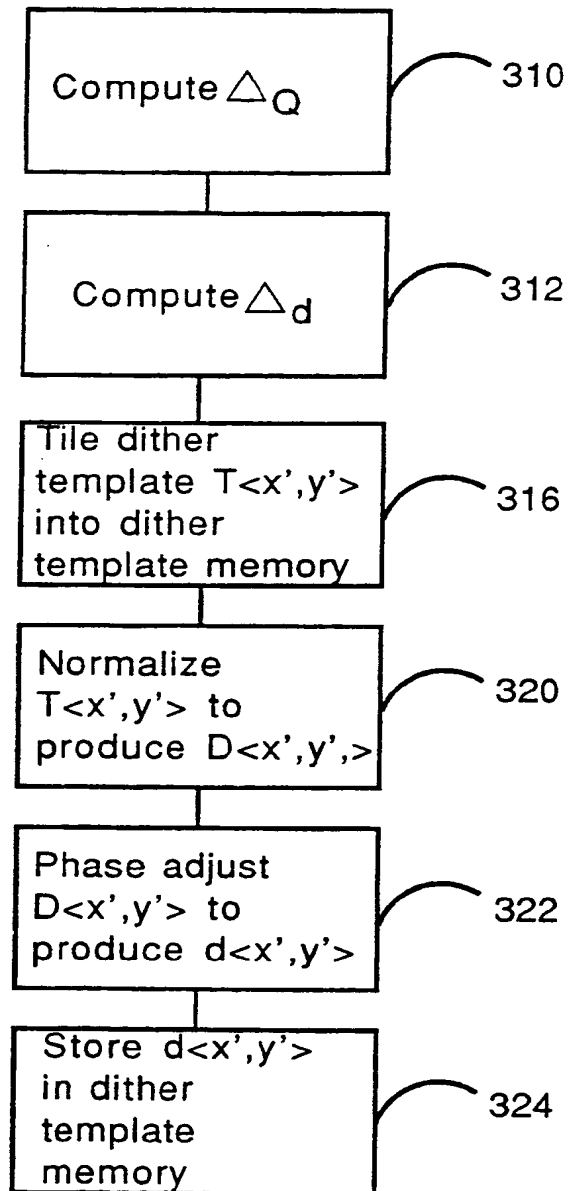 Compute △Q
310
Compute △d
312
Tile dither
template T<x',y'>
into dither
template memory
316
Normalize
T<x',y'> to
produce D<x',y',>
320
Phase adjust
D<x',y'> to
produce d<x',y'>
322
Store d<x',y'>
in dither
template
memory
324